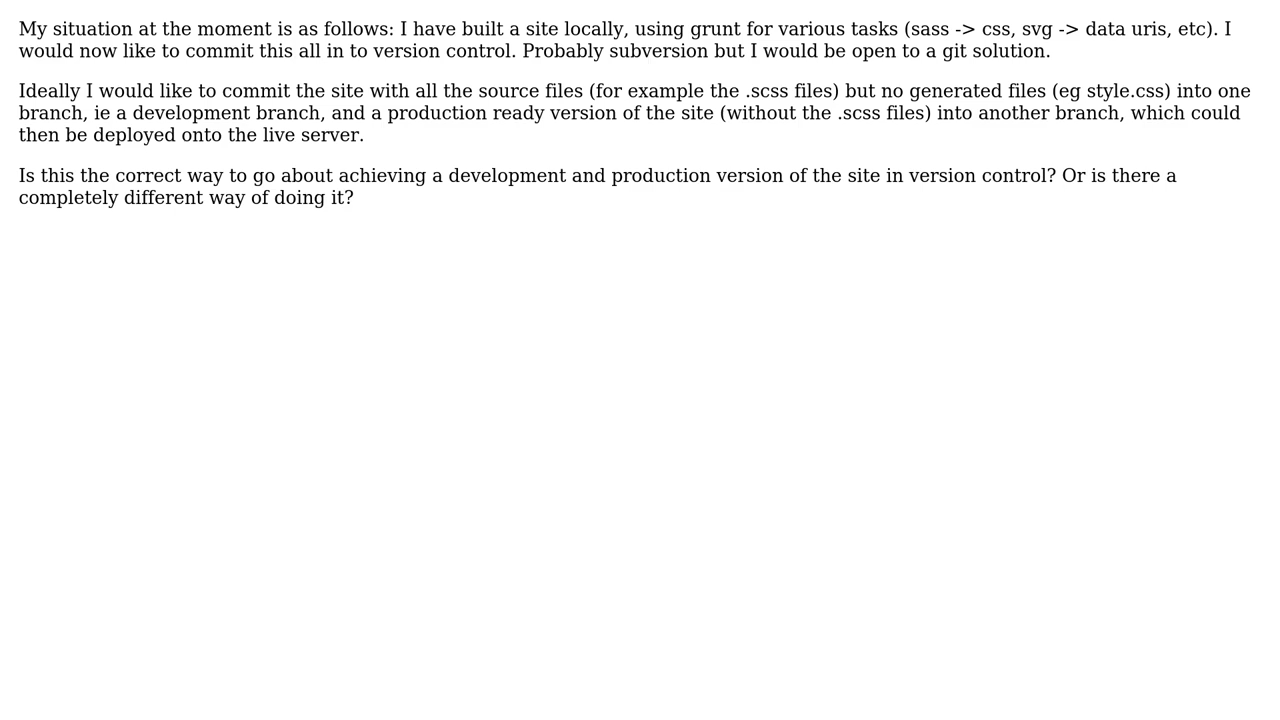 My situation at the moment is as follows: I have built a site locally, using grunt for various tasks (sass -> css, svg -> data uris, etc). I
would now like to commit this all in to version control. Probably subversion but I would be open to a git solution.
Ideally I would like to commit the site with all the source files (for example the .scss files) but no generated files (eg style.css) into one
branch, ie a development branch, and a production ready version of the site (without the .scss files) into another branch, which could
then be deployed onto the live server.
Is this the correct way to go about achieving a development and production version of the site in version control? Or is there a
completely different way of doing it?